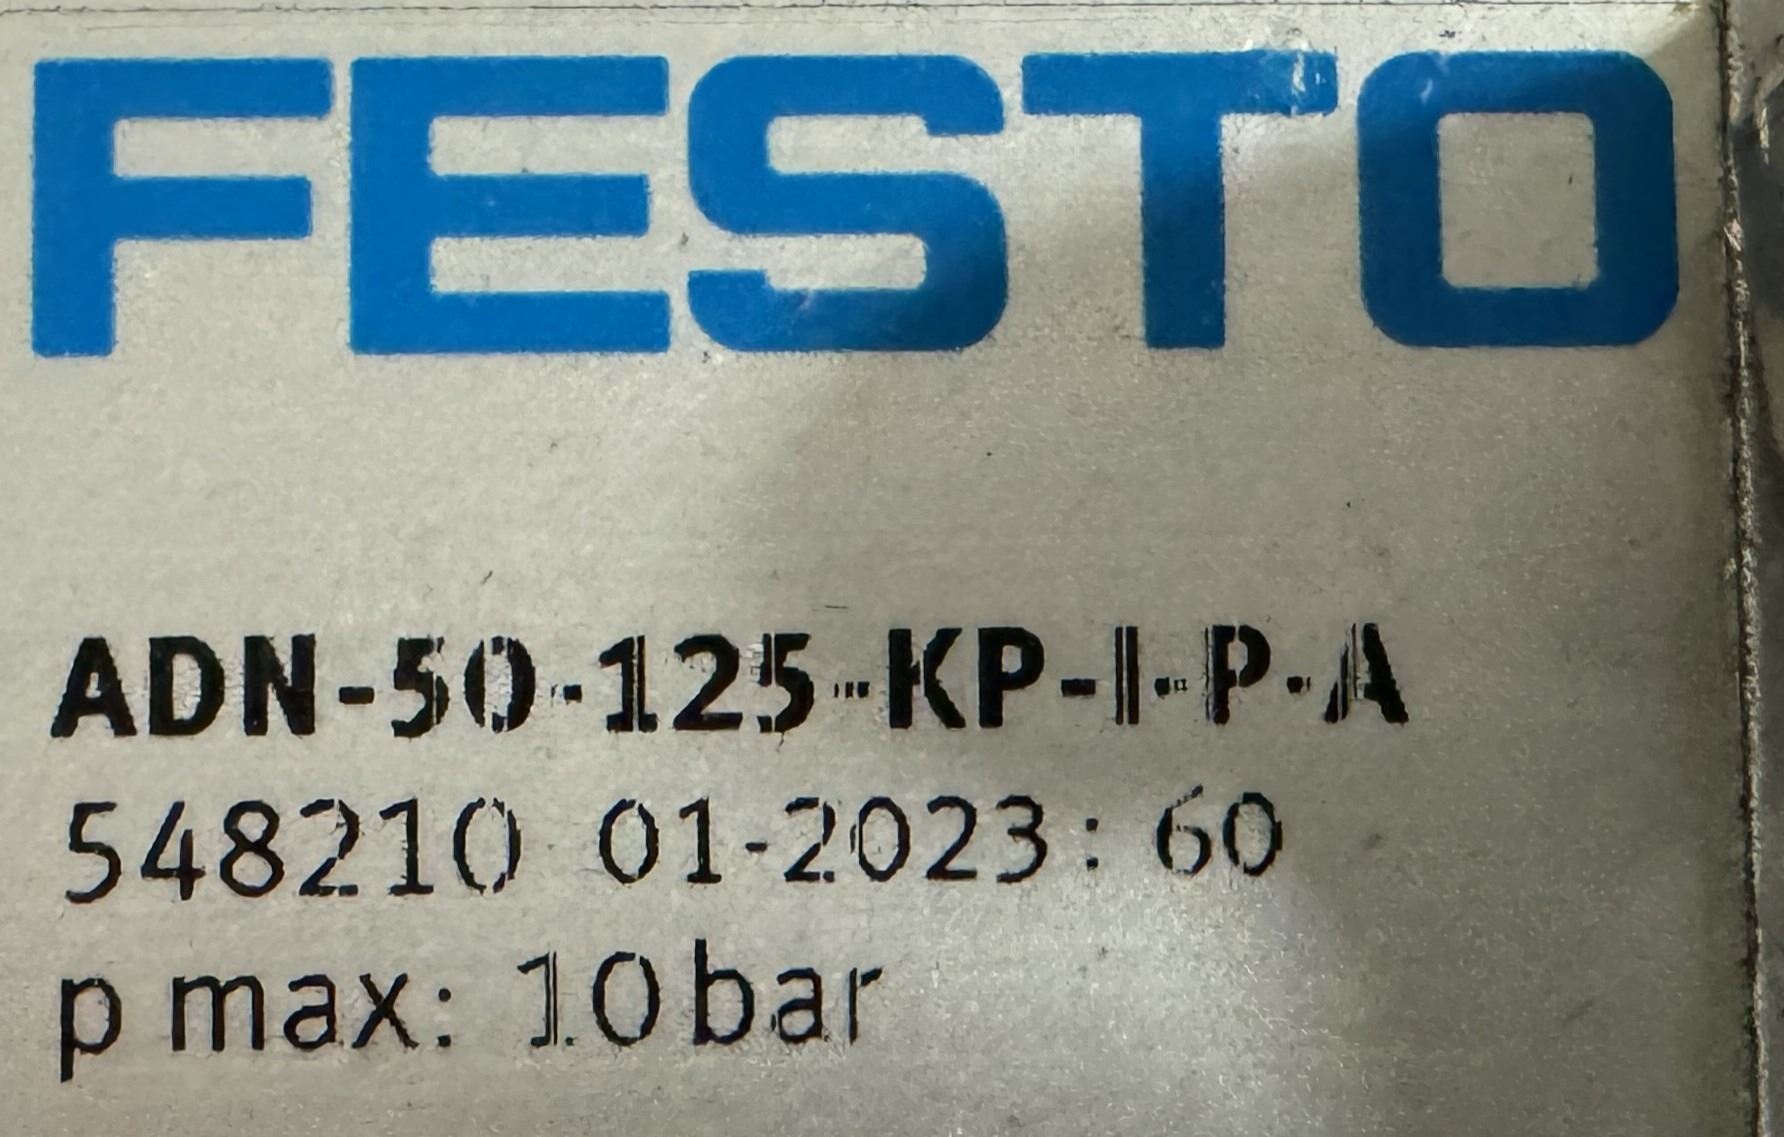 FESTO
ADN-50-125-KP-I-P-A
548210 01-2023: 60
p max: 10 bar